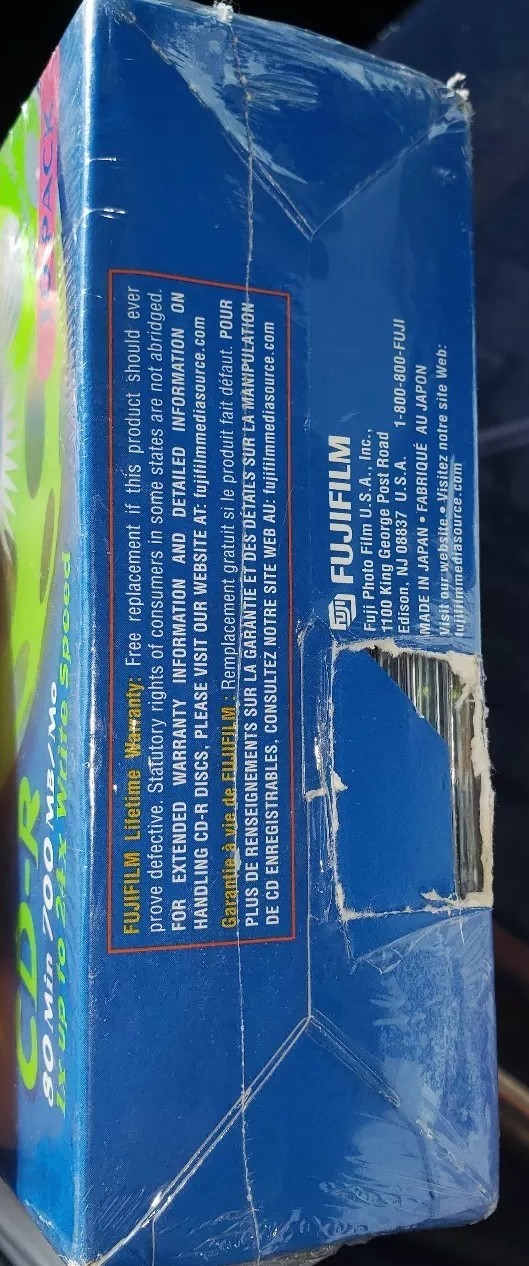 CD-R
80 Min 700 MB/Mo
1x up to 24x Write Speed
PACK
FUJIFILM Lifetime Warranty: Free replacement if this product should ever
prove defective. Statutory rights of consumers in some states are not abridged.
FOR EXTENDED WARRANTY INFORMATION AND DETAILED INFORMATION ON
HANDLING CD-R DISCS, PLEASE VISIT OUR WEBSITE AT: fujifilmmediasource.com
Garantie à vie de FUJIFILM : Remplacement gratuit si le produit fait défaut. POUR
PLUS DE RENSEIGNEMENTS SUR LA GARANTIE ET DES DÉTAILS SUR LA MANIPULATION
DE CD ENREGISTRABLES, CONSULTEZ NOTRE SITE WEB AU: fujifilmmediasource.com
FUJIFILM
Fuji Photo Film U.S.A., Inc.,
1100 King George Post Road
Edison, NJ 08837 U.S.A. 1-800-800-FUJI
MADE IN JAPAN • FABRIQUÉ AU JAPON
Visit our website • Visitez notre site Web:
fujifilmmediasource.com